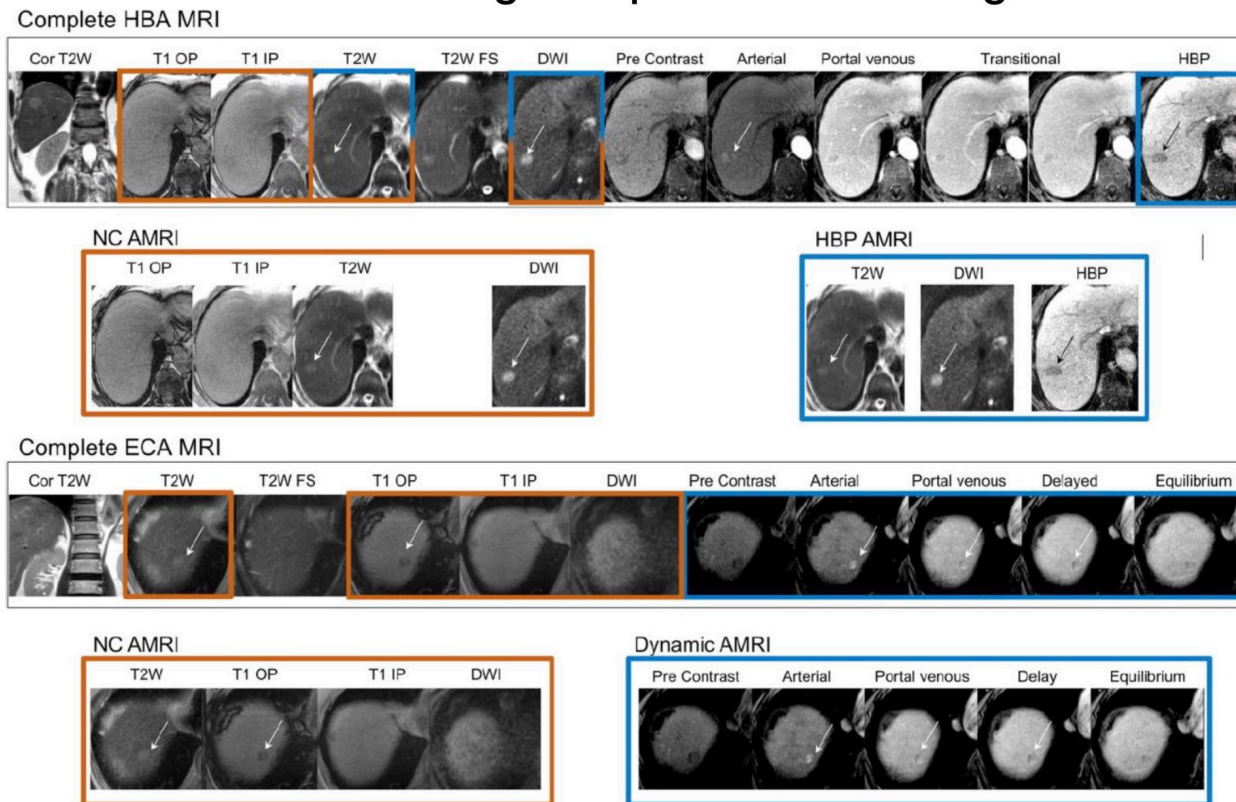 Complete HBA MRI
Cor T2W T1 OP T1 IP T2W T2W FS DWI Pre Contrast Arterial Portal venous Transitional HBP
NC AMRI
T1 OP T1 IP T2W DWI
HBP AMRI
T2W DWI HBP
Complete ECA MRI
Cor T2W T2W T2W FS T1 OP T1 IP DWI Pre Contrast Arterial Portal venous Delayed Equilibrium
NC AMRI
T2W T1 OP T1 IP DWI
Dynamic AMRI
Pre Contrast Arterial Portal venous Delay Equilibrium